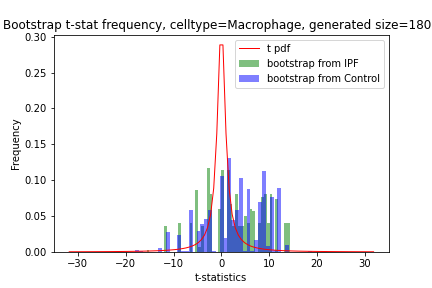 Bootstrap t-stat frequency, celltype=Macrophage, generated size=180
0.30
0.25
0.20
0.15
0.10
0.05
0.00
Frequency
t pdf
bootstrap from IPF
bootstrap from Control
−30 −20 −10 0 10 20 30
t-statistics